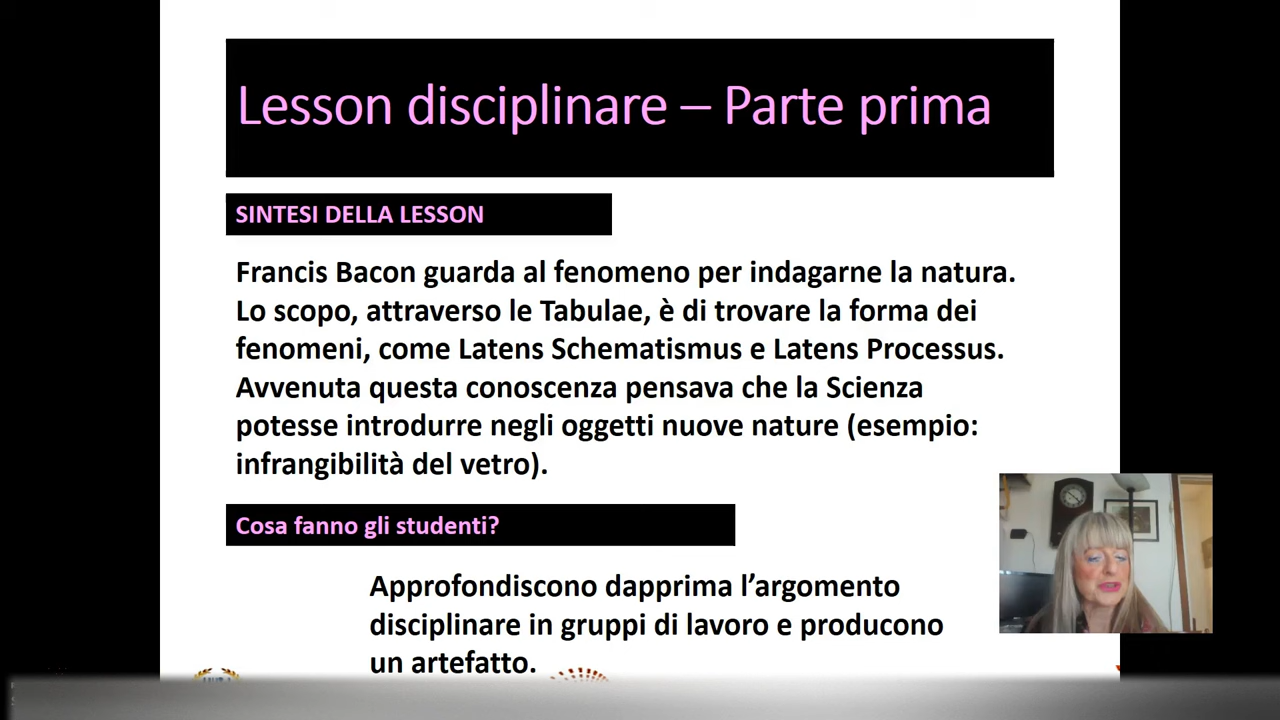 Lesson disciplinare – Parte prima
SINTESI DELLA LESSON
Francis Bacon guarda al fenomeno per indagarne la natura.
Lo scopo, attraverso le Tabulae, è di trovare la forma dei
fenomeni, come Latens Schematismus e Latens Processus.
Avvenuta questa conoscenza pensava che la Scienza
potesse introdurre negli oggetti nuove nature (esempio:
infrangibilità del vetro).
Cosa fanno gli studenti?
Approfondiscono dapprima l’argomento
disciplinare in gruppi di lavoro e producono
un artefatto.